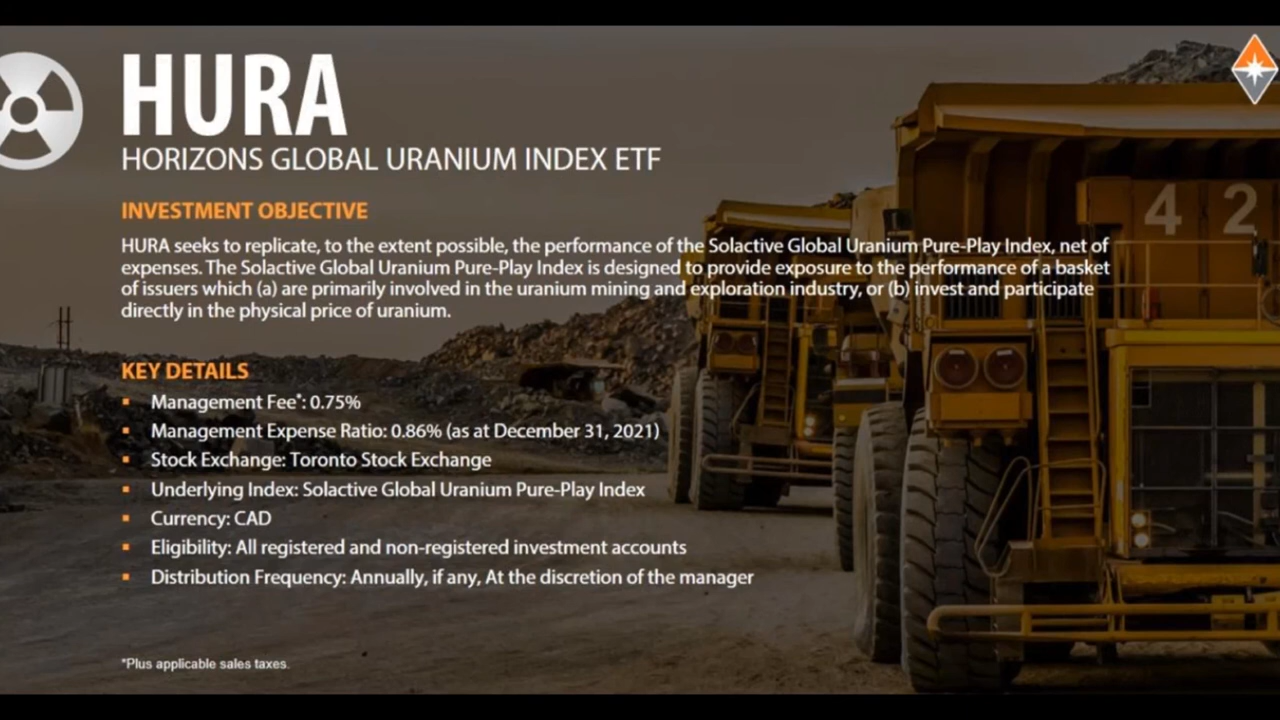 HURA
HORIZONS GLOBAL URANIUM INDEX ETF
INVESTMENT OBJECTIVE
HURA seeks to replicate, to the extent possible, the performance of the Solactive Global Uranium Pure-Play Index, net of
expenses. The Solactive Global Uranium Pure-Play Index is designed to provide exposure to the performance of a basket
of issuers which (a) are primarily involved in the uranium mining and exploration industry, or (b) invest and participate
directly in the physical price of uranium.
42
KEY DETAILS
▪ Management Fee*: 0.75%
▪ Management Expense Ratio: 0.86% (as at December 31, 2021)
▪ Stock Exchange: Toronto Stock Exchange
▪ Underlying Index: Solactive Global Uranium Pure-Play Index
▪ Currency: CAD
▪ Eligibility: All registered and non-registered investment accounts
▪ Distribution Frequency: Annually, if any, At the discretion of the manager
*Plus applicable sales taxes.